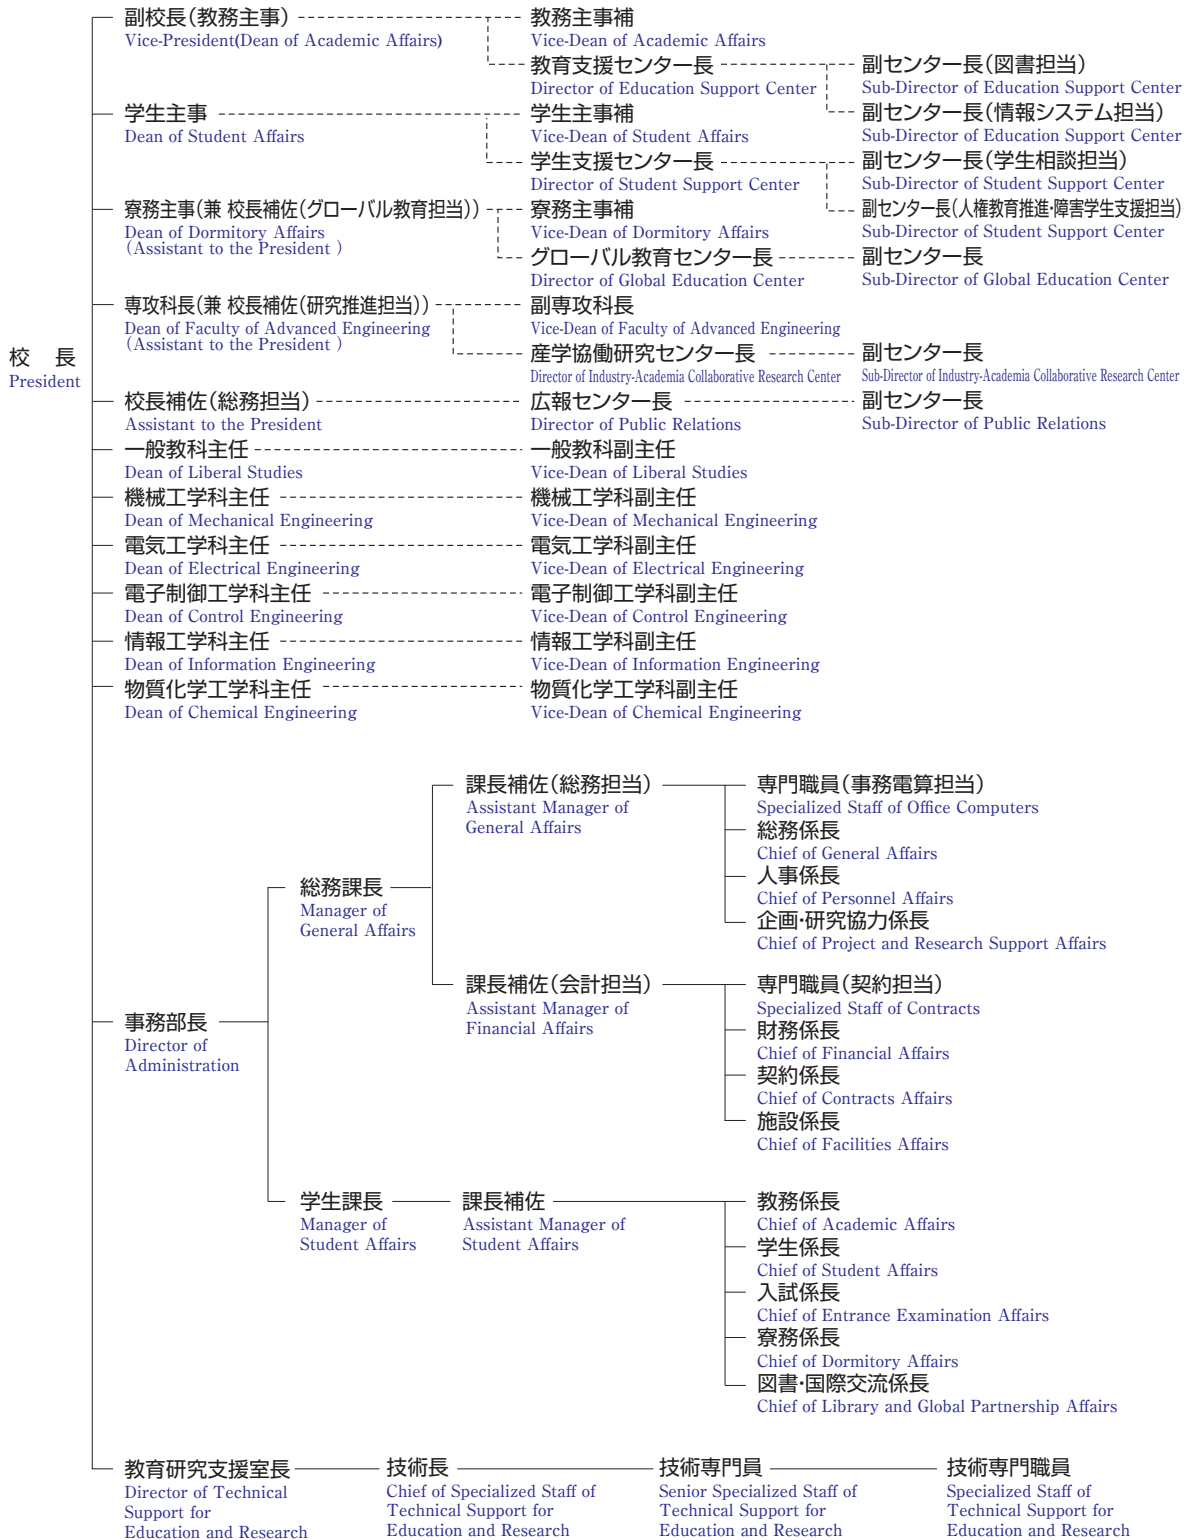 副校長(教務主事) 教務主事補
Vice-President(Dean of Academic Affairs) Vice-Dean of Academic Affairs
教育支援センター長 副センター長(図書担当)
Director of Education Support Center Sub-Director of Education Support Center
副センター長(情報システム担当)
Sub-Director of Education Support Center
学生主事 学生主事補
Dean of Student Affairs Vice-Dean of Student Affairs
学生支援センター長 副センター長(学生相談担当)
Director of Student Support Center Sub-Director of Student Support Center
寮務主事(兼 校長補佐(グローバル教育担当)) 寮務主事補 副センター長(人権教育推進・障害学生支援担当)
Dean of Dormitory Affairs Vice-Dean of Dormitory Affairs Sub-Director of Student Support Center
(Assistant to the President )
グローバル教育センター長 副センター長
Director of Global Education Center Sub-Director of Global Education Center
専攻科長(兼 校長補佐(研究推進担当)) 副専攻科長
Dean of Faculty of Advanced Engineering Vice-Dean of Faculty of Advanced Engineering
(Assistant to the President )
産学協働研究センター長 副センター長
Director of Industry-Academia Collaborative Research Center Sub-Director of Industry-Academia Collaborative Research Center
校 長
President
校長補佐(総務担当) 広報センター長 副センター長
Assistant to the President Director of Public Relations Sub-Director of Public Relations
一般教科主任 一般教科副主任
Dean of Liberal Studies Vice-Dean of Liberal Studies
機械工学科主任 機械工学科副主任
Dean of Mechanical Engineering Vice-Dean of Mechanical Engineering
電気工学科主任 電気工学科副主任
Dean of Electrical Engineering Vice-Dean of Electrical Engineering
電子制御工学科主任 電子制御工学科副主任
Dean of Control Engineering Vice-Dean of Control Engineering
情報工学科主任 情報工学科副主任
Dean of Information Engineering Vice-Dean of Information Engineering
物質化学工学科主任 物質化学工学科副主任
Dean of Chemical Engineering Vice-Dean of Chemical Engineering
事務部長
Director of
Administration
総務課長
Manager of
General Affairs
課長補佐(総務担当)
Assistant Manager of
General Affairs
専門職員(事務電算担当)
Specialized Staff of Office Computers
総務係長
Chief of General Affairs
人事係長
Chief of Personnel Affairs
企画・研究協力係長
Chief of Project and Research Support Affairs
課長補佐(会計担当)
Assistant Manager of
Financial Affairs
専門職員(契約担当)
Specialized Staff of Contracts
財務係長
Chief of Financial Affairs
契約係長
Chief of Contracts Affairs
施設係長
Chief of Facilities Affairs
学生課長
Manager of
Student Affairs
課長補佐
Assistant Manager of
Student Affairs
教務係長
Chief of Academic Affairs
学生係長
Chief of Student Affairs
入試係長
Chief of Entrance Examination Affairs
寮務係長
Chief of Dormitory Affairs
図書・国際交流係長
Chief of Library and Global Partnership Affairs
教育研究支援室長 技術長 技術専門員 技術専門職員
Director of Technical Chief of Specialized Staff of Senior Specialized Staff of Specialized Staff of
Support for Technical Support for Technical Support for Technical Support for
Education and Research Education and Research Education and Research Education and Research